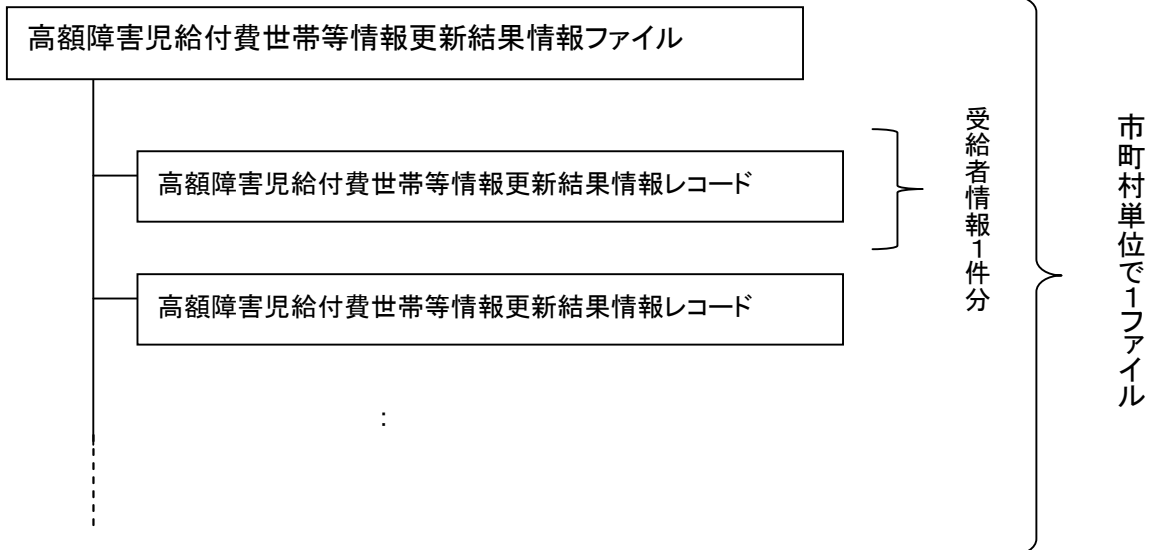 高額障害児給付費世帯等情報更新結果情報ファイル
高額障害児給付費世帯等情報更新結果情報レコード
高額障害児給付費世帯等情報更新結果情報レコード
:
受給者情報1件分
市町村単位で1ファイル